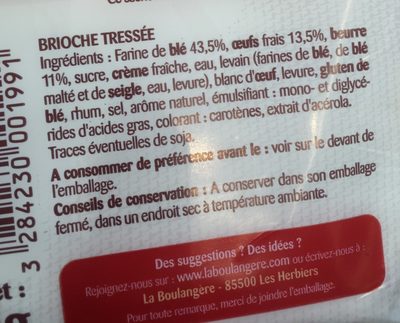 BRIOCHE TRESSÉE
Ingrédients : Farine de blé 43,5%, œufs frais 13,5%, beurre
11%, sucre, crème fraîche, eau, levain (farines de blé, de blé
malté et de seigle, eau, levure), blanc d'œuf, levure, gluten de
blé, rhum, sel, arôme naturel, émulsifiant : mono- et diglycé-
rides d'acides gras, colorant : carotènes, extrait d'acérola.
Traces éventuelles de soja.
A consommer de préférence avant le : voir sur le devant de
l'emballage.
Conseils de conservation : A conserver dans son emballage
fermé, dans un endroit sec à température ambiante.
Des suggestions ? Des idées ?
Rejoignez-nous sur : www.laboulangere.com ou écrivez-nous à :
La Boulangère - 85500 Les Herbiers
Pour toute remarque, merci de joindre l'emballage.
3 284230 001991